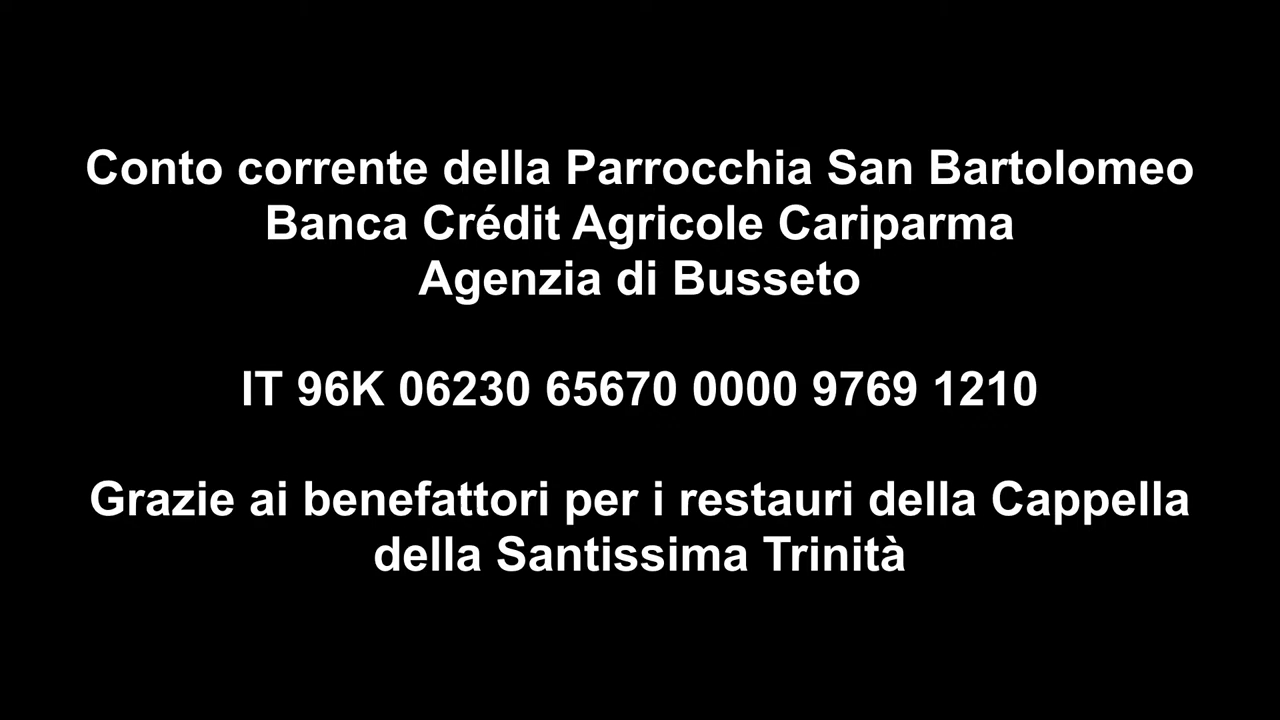 Conto corrente della Parrocchia San Bartolomeo
Banca Crédit Agricole Cariparma
Agenzia di Busseto
IT 96K 06230 65670 0000 9769 1210
Grazie ai benefattori per i restauri della Cappella
della Santissima Trinità